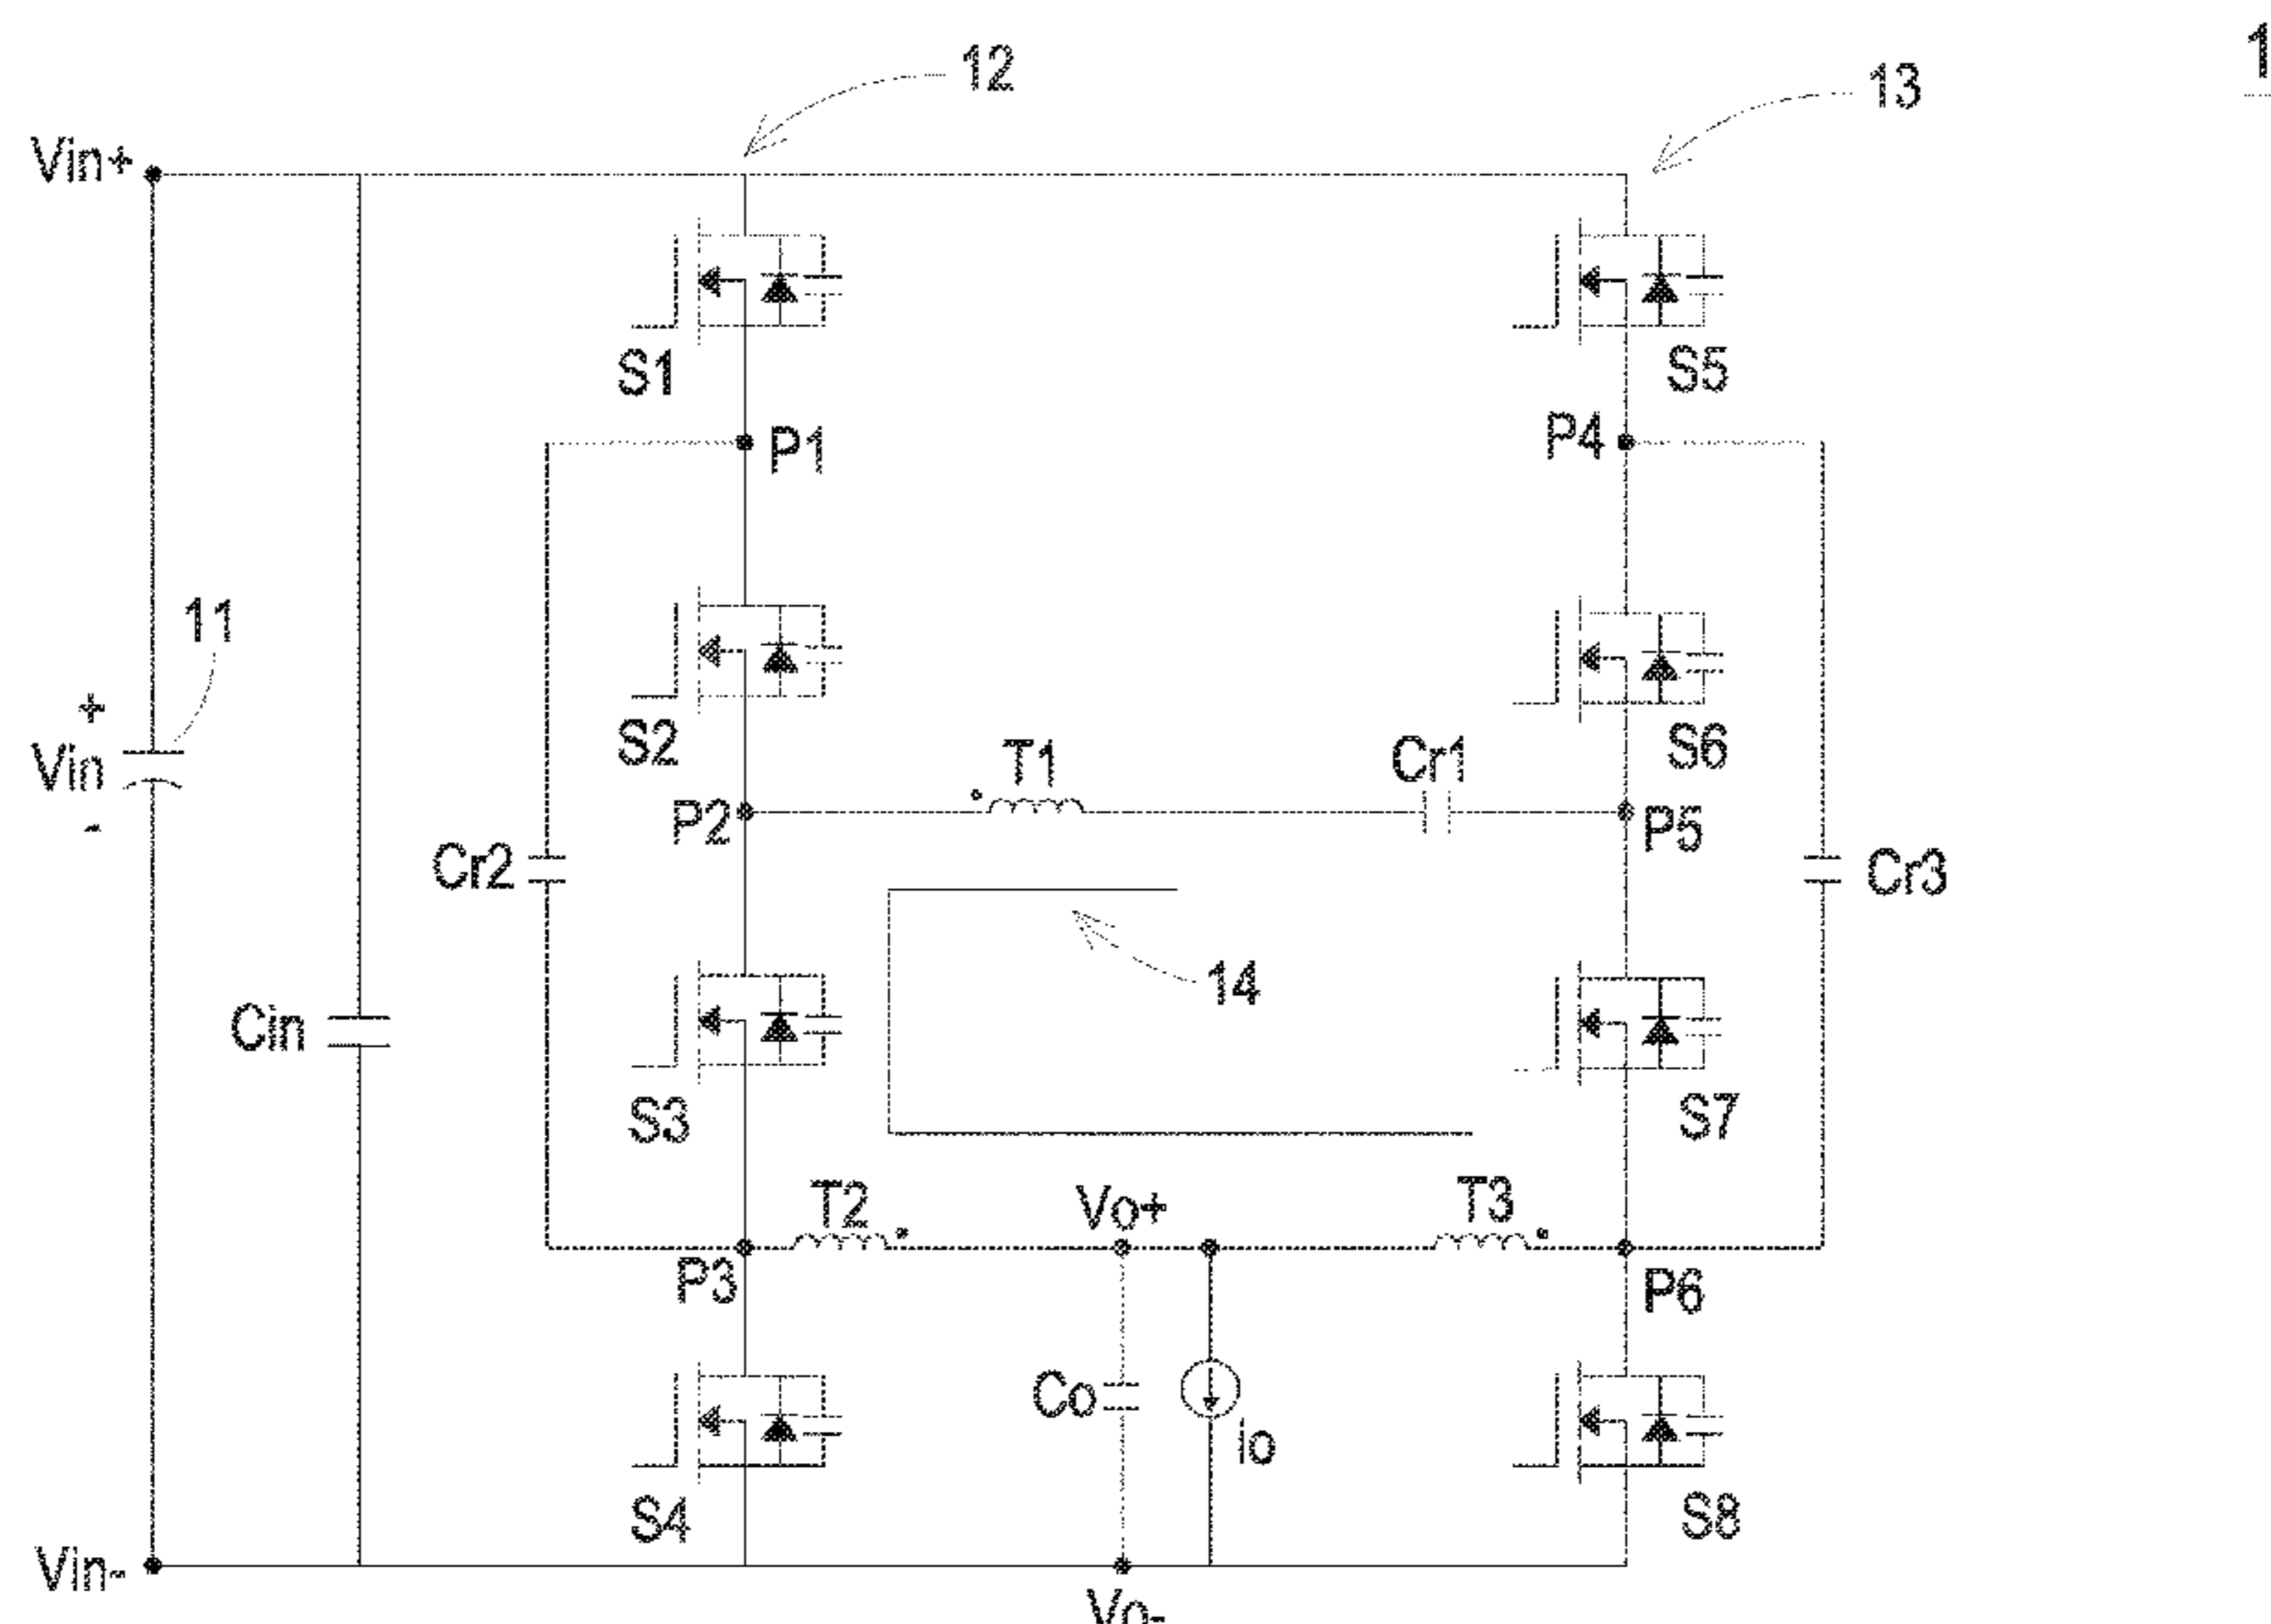 1
12
13
Vin+
S1
S5
P1
P4
11
+
Vin
-
S2
S6
T1
Cr1
P2
P5
Cr2
Cr3
14
Cin
S3
S7
T2
Vo+
T3
P3
P6
Co
io
S4
S8
Vin-
Vo-